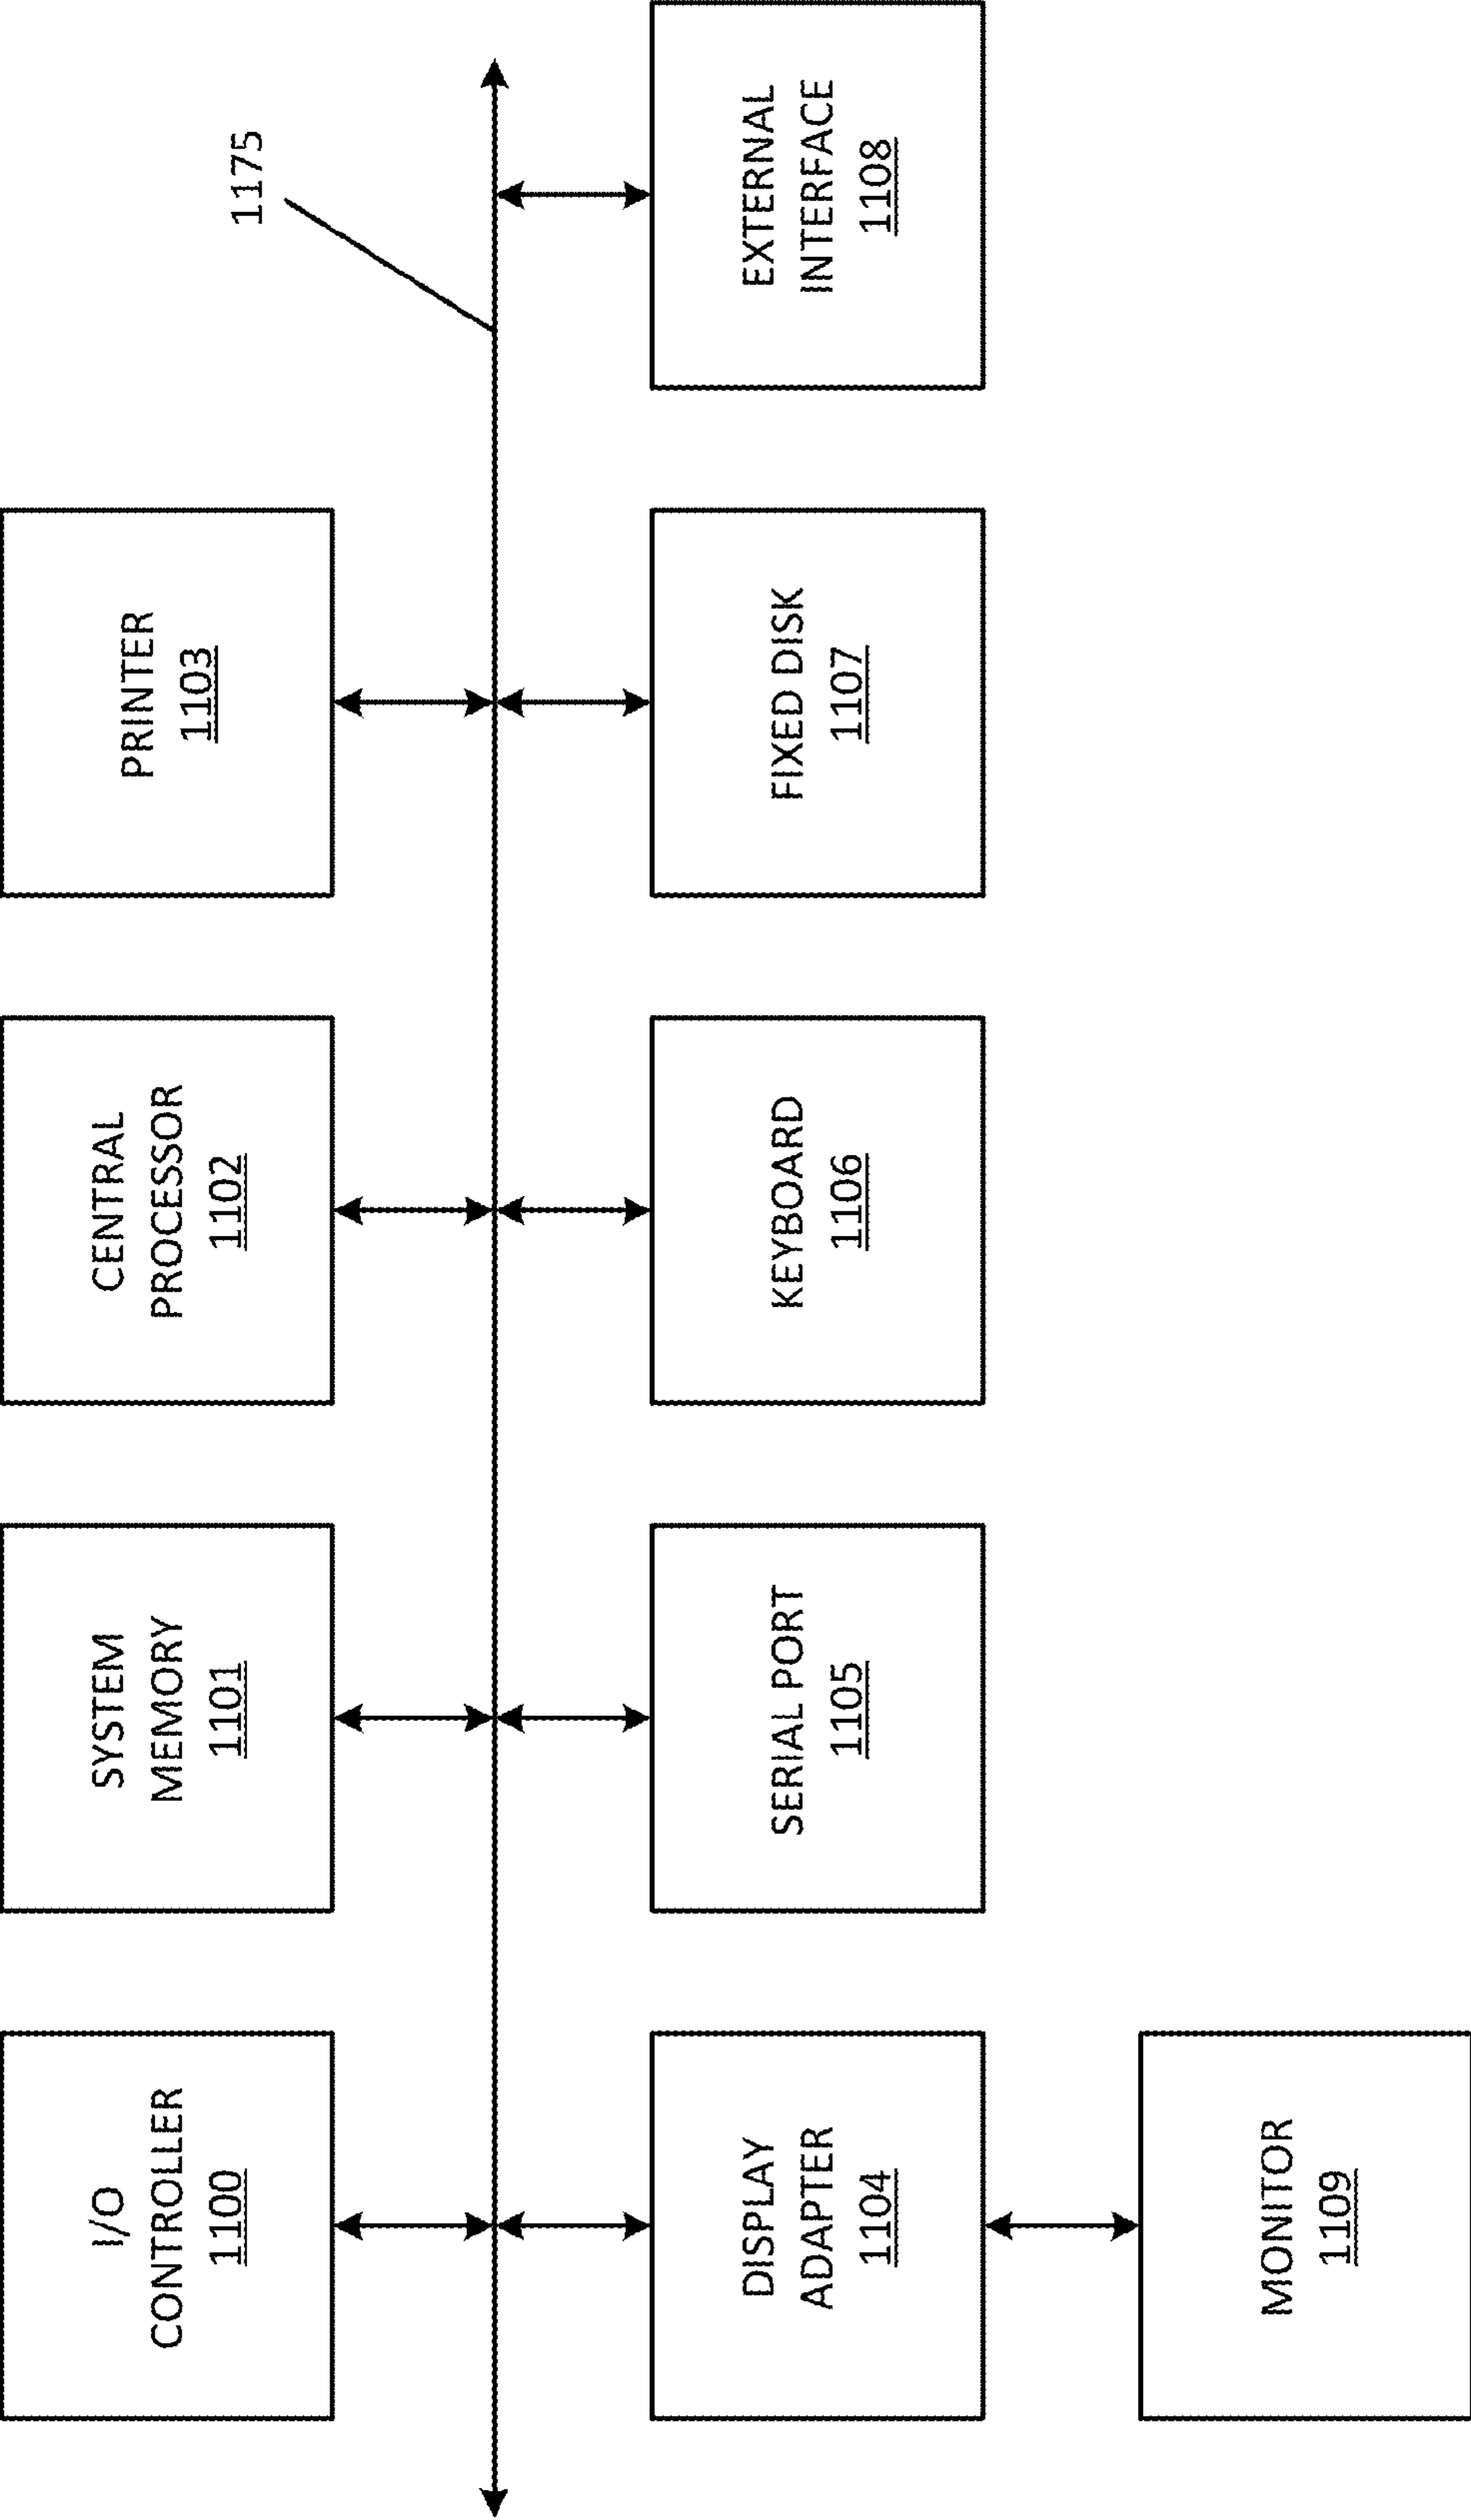 1175
I/O
CONTROLLER
1100
SYSTEM
MEMORY
1101
CENTRAL
PROCESSOR
1102
PRINTER
1103
DISPLAY
ADAPTER
1104
SERIAL PORT
1105
KEYBOARD
1106
FIXED DISK
1107
EXTERNAL
INTERFACE
1108
MONITOR
1109